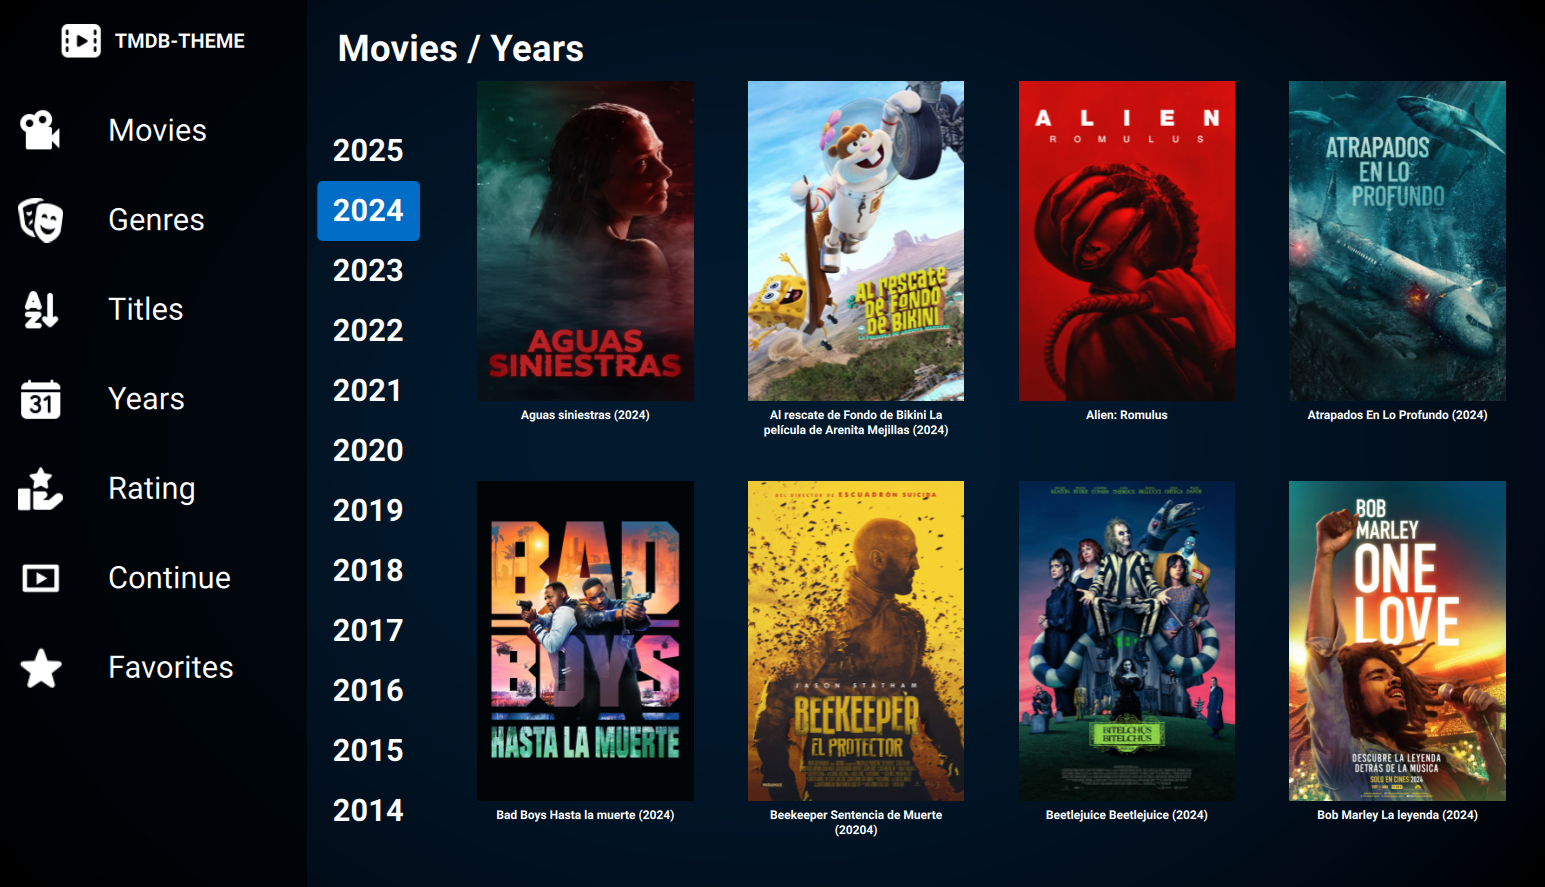 TMDB-THEME
Movies
Genres
Titles
Years
31
Rating
Continue
Favorites
Movies / Years
2025
2024
2023
2022
2021
2020
2019
2018
2017
2016
2015
2014
AGUAS
SINIESTRAS
Aguas siniestras (2024)
Al rescate
DE FONDO
DE BIKINI
Al rescate de Fondo de Bikini La
película de Arenita Mejillas (2024)
ALIEN
ROMULUS
Alien: Romulus
ATRAPADOS
EN LO
PROFUNDO
Atrapados En Lo Profundo (2024)
BAD
BOYS
HASTA LA MUERTE
Bad Boys Hasta la muerte (2024)
DEL DIRECTOR DE ESCUADRÓN SUICIDA
JASON STATHAM
BEEKEEPER
EL PROTECTOR
Beekeeper Sentencia de Muerte
(20204)
BITELCHUS
BITELCHUS
Beetlejuice Beetlejuice (2024)
BOB
MARLEY
ONE
LOVE
DESCUBRE LA LEYENDA
DETRÁS DE LA MÚSICA
SOLO EN CINES 2024
Bob Marley La leyenda (2024)